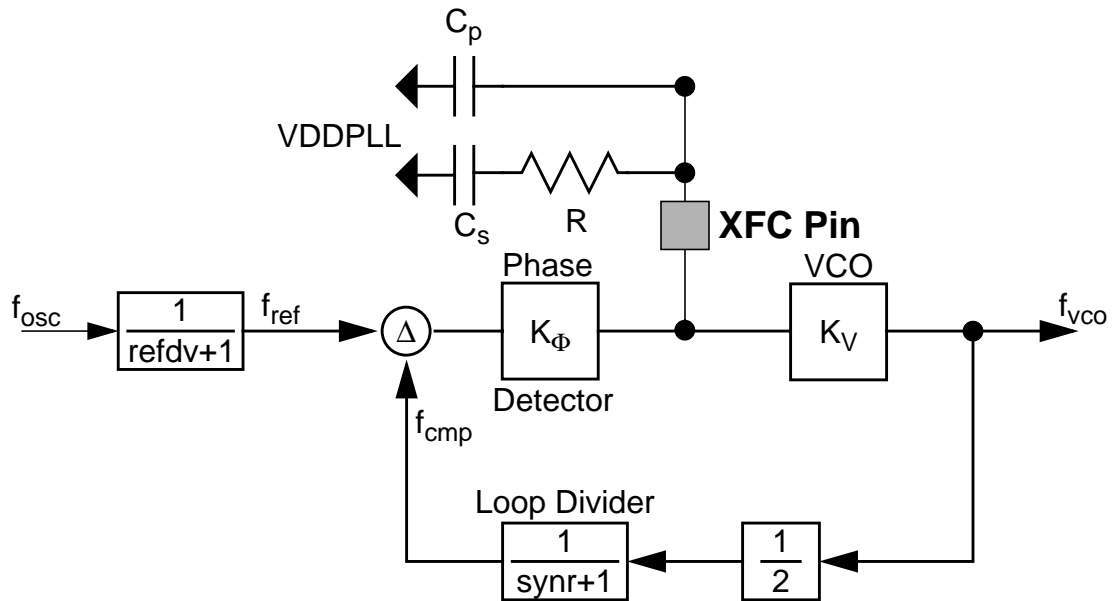 Cp
VDDPLL
Cs
R
XFC Pin
Phase
VCO
fosc
1
refdv+1
fref
Δ
KΦ
KV
fvco
Detector
fcmp
Loop Divider
1
synr+1
1
2